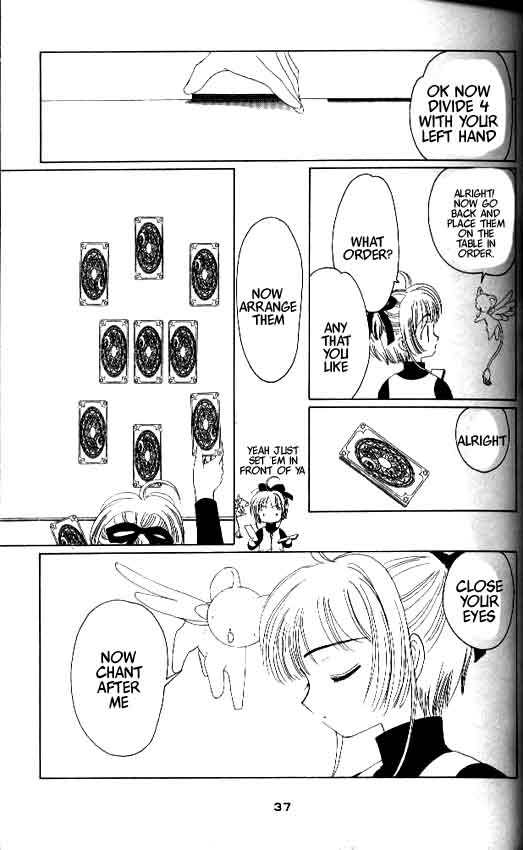 OK NOW
DIVIDE 4
WITH YOUR
LEFT HAND
ALRIGHT!
NOW GO
BACK AND
PLACE THEM
ON THE
TABLE IN
ORDER.
WHAT
ORDER?
ANY
THAT
YOU
LIKE
ALRIGHT
NOW
ARRANGE
THEM
YEAH JUST
SET 'EM IN
FRONT OF YA
CLOSE
YOUR
EYES
NOW
CHANT
AFTER
ME
37